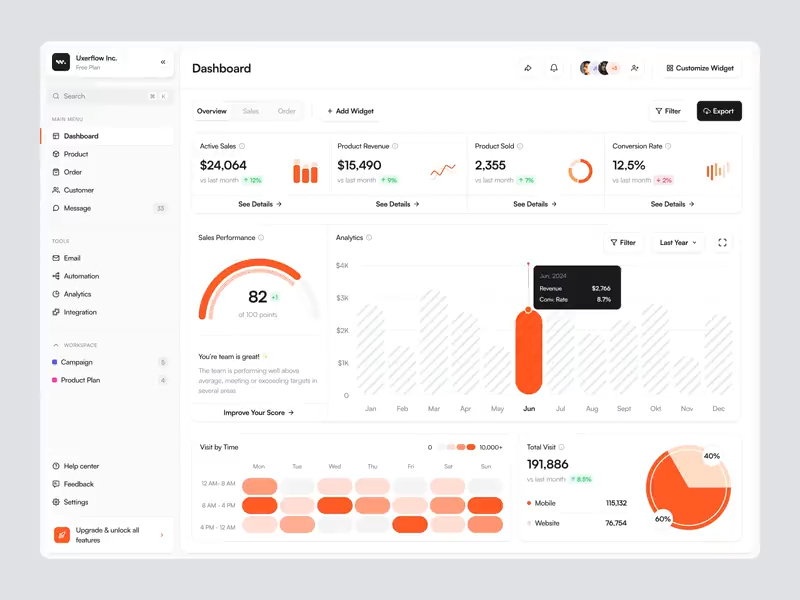 Uxerflow Inc.
Free Plan
«
Search
⌘ K
MAIN MENU
Dashboard
Product
Order
Customer
Message 33
TOOLS
Email
Automation
Analytics
Integration
WORKSPACE
Campaign 5
Product Plan 4
Help center
Feedback
Settings
Upgrade & unlock all
features
Dashboard
+3
Customize Widget
Overview Sales Order
+ Add Widget
Filter
Export
Active Sales
$24,064
vs last month ↑ 12%
See Details →
Product Revenue
$15,490
vs last month ↑ 9%
See Details →
Product Sold
2,355
vs last month ↑ 7%
See Details →
Conversion Rate
12,5%
vs last month ↓ 2%
See Details →
Sales Performance
82 +1
of 100 points
You're team is great!
The team is performing well above
average, meeting or exceeding targets in
several areas
Improve Your Score →
Analytics
Filter
Last Year
$4K
$3K
$2K
$1K
0
Jun, 2024
Revenue $2,766
Conv. Rate 8.7%
Jan Feb Mar Apr May Jun Jul Aug Sept Okt Nov Dec
Visit by Time
0 10,000+
Mon Tue Wed Thu Fri Sat Sun
12 AM- 8 AM
8 AM - 4 PM
4 PM - 12 AM
Total Visit
191,886
vs last month ↑ 8.5%
Mobile 115,132
Website 76,754
40%
60%